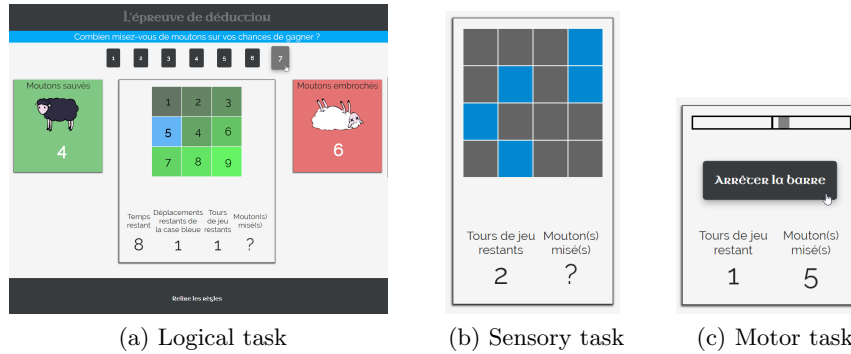 L'épreuve de déduction
Combien misez-vous de moutons sur vos chances de gagner ?
1 2 3 4 5 6 7
Moutons sauvés
4
1 2 3
5 4 6
7 8 9
Temps restant
8
Déplacements restants de la case bleue
1
Tours de jeu restants
1
Mouton(s) misé(s)
?
Moutons embrochés
6
Relire les règles
(a) Logical task
Tours de jeu restants
2
Mouton(s) misé(s)
?
(b) Sensory task
Arrêter la barre
Tours de jeu restant
1
Mouton(s) misé(s)
5
(c) Motor task